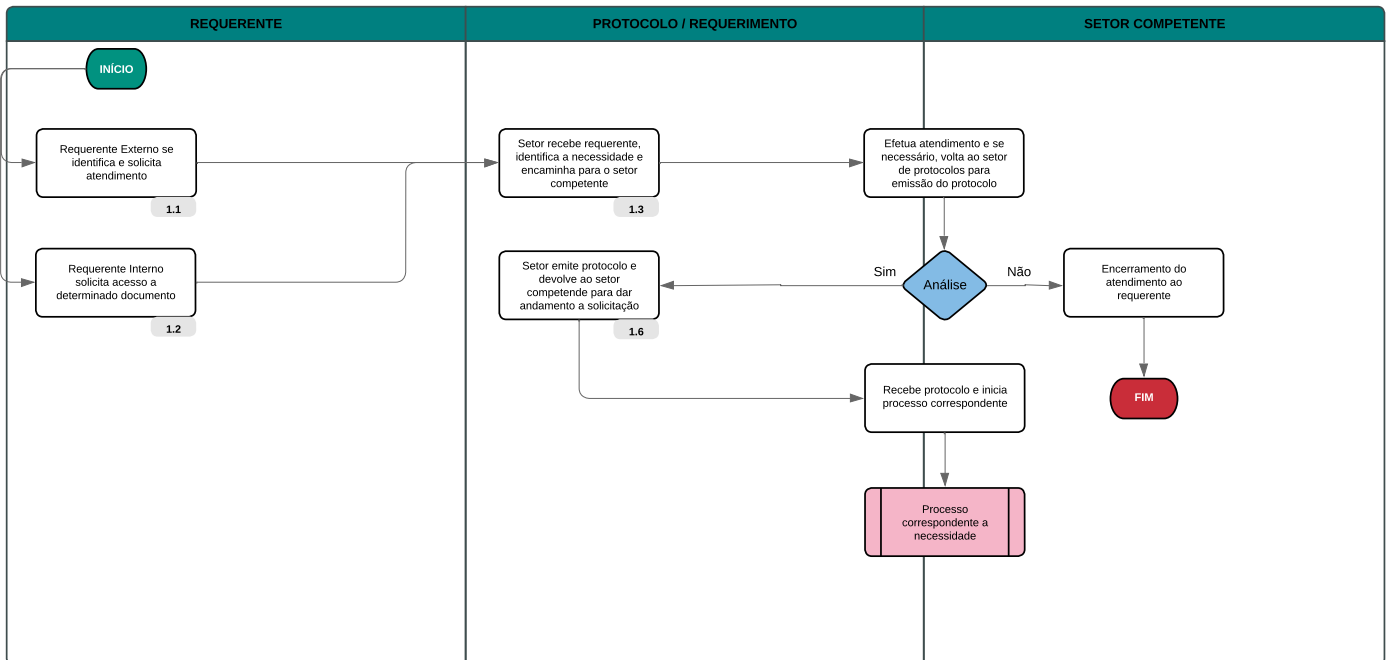 REQUERENTE
PROTOCOLO / REQUERIMENTO
SETOR COMPETENTE
INÍCIO
Requerente Externo se
identifica e solicita
atendimento
1.1
Setor recebe requerente,
identifica a necessidade e
encaminha para o setor
competente
1.3
Efetua atendimento e se
necessário, volta ao setor
de protocolos para
emissão do protocolo
Requerente Interno
solicita acesso a
determinado documento
1.2
Setor emite protocolo e
devolve ao setor
competende para dar
andamento a solicitação
1.6
Sim
Análise
Não
Encerramento do
atendimento ao
requerente
Recebe protocolo e inicia
processo correspondente
FIM
Processo
correspondente a
necessidade